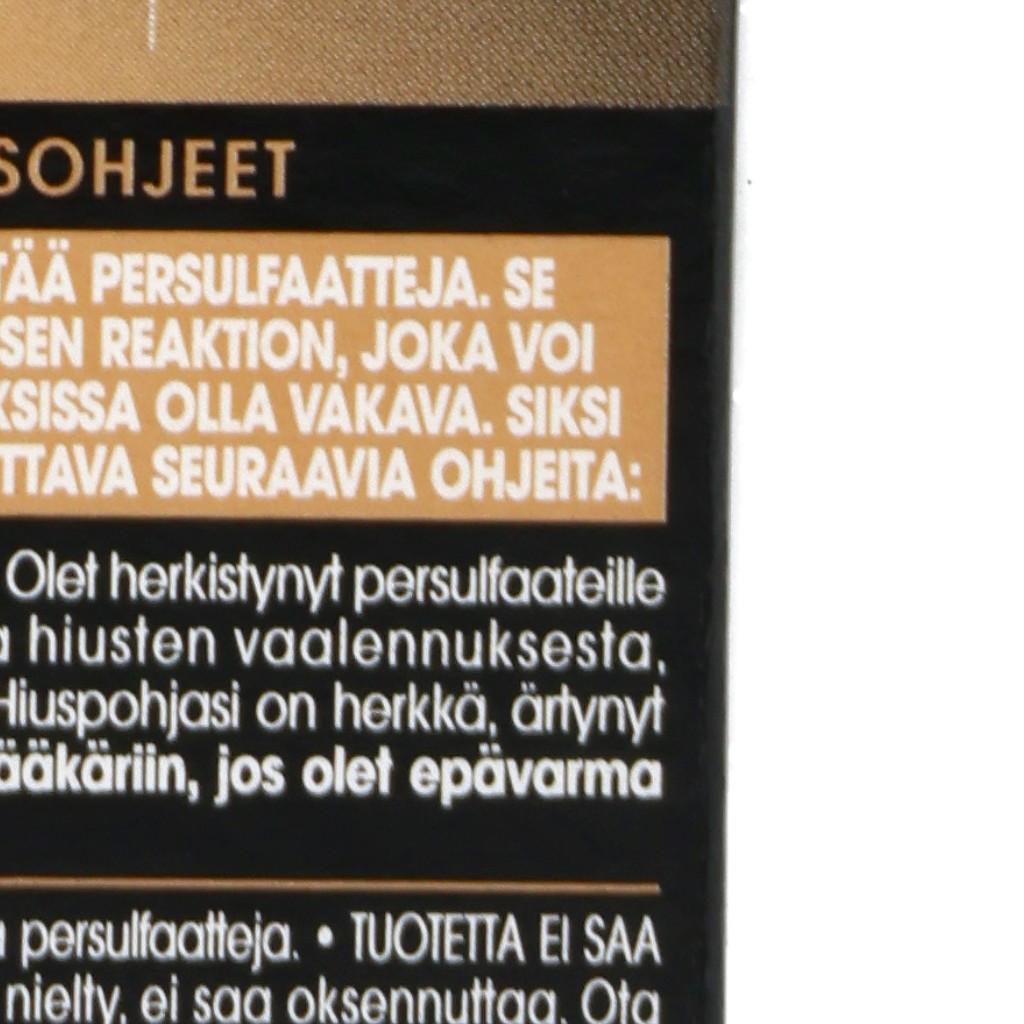 SOHJEET
TÄÄ PERSULFAATTEJA. SE
SEN REAKTION, JOKA VOI
KSISSA OLLA VAKAVA. SIKSI
TTAVA SEURAAVIA OHJEITA:
Olet herkistynyt persulfaateille
a hiusten vaalennuksesta,
Hiuspohjasi on herkkä, ärtynyt
ääkäriin, jos olet epävarma
persulfaatteja. • TUOTETTA EI SAA
nielty, ei saa oksennuttaa. Ota